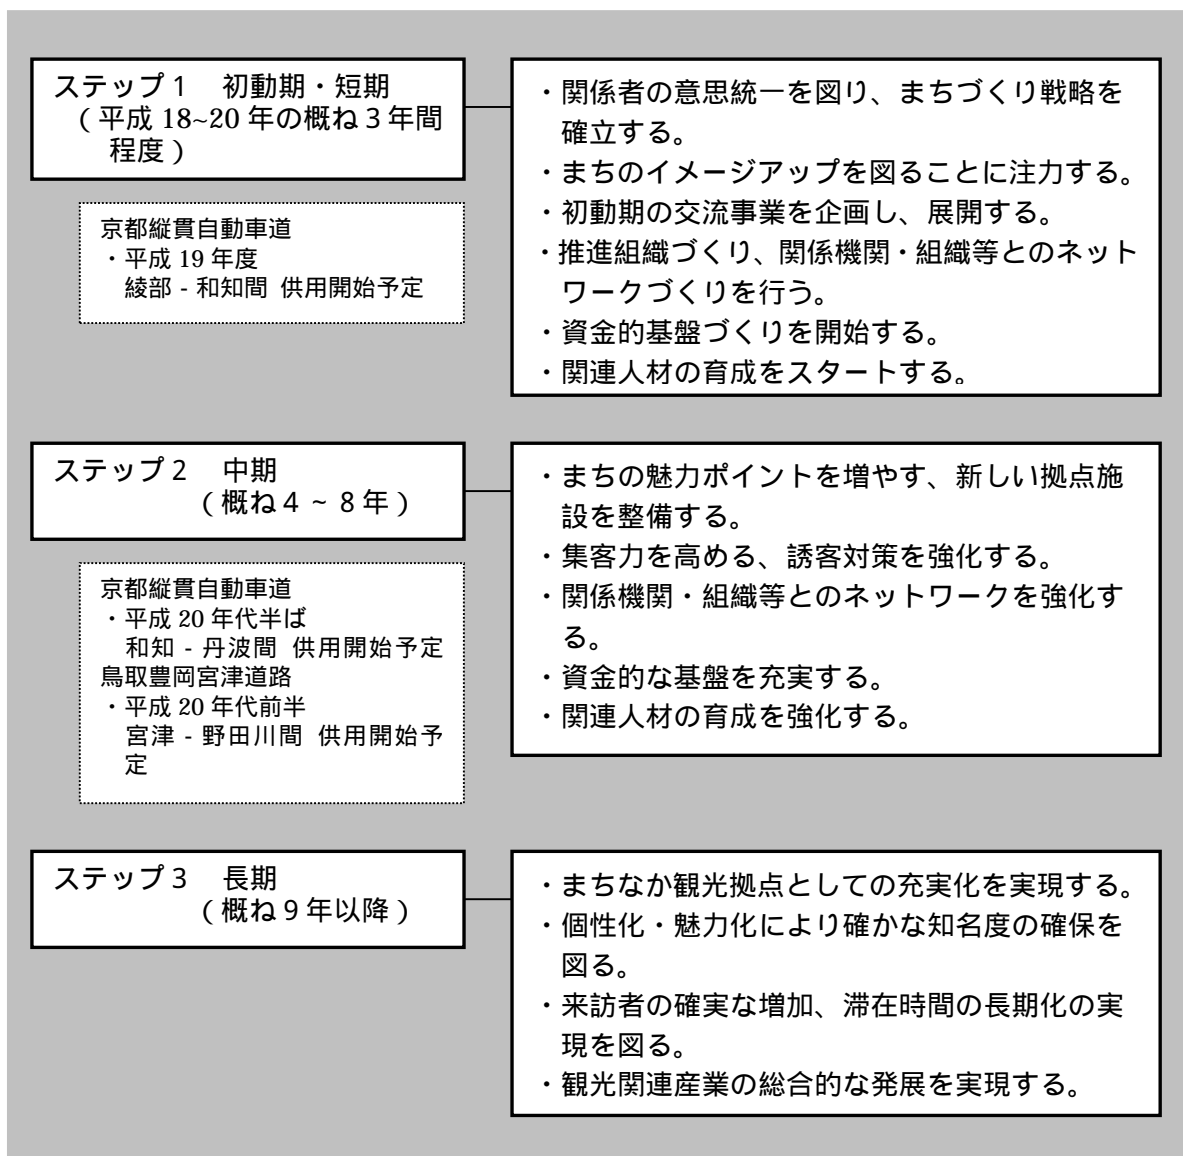 ステップ1　初動期・短期
(平成 18~20 年の概ね3年間
程度)
・関係者の意思統一を図り、まちづくり戦略を
確立する。
・まちのイメージアップを図ることに注力する。
・初動期の交流事業を企画し、展開する。
・推進組織づくり、関係機関・組織等とのネット
ワークづくりを行う。
・資金的基盤づくりを開始する。
・関連人材の育成をスタートする。
京都縦貫自動車道
・平成 19 年度
綾部 - 和知間 供用開始予定
ステップ2　中期
(概ね4 ~ 8年)
・まちの魅力ポイントを増やす、新しい拠点施
設を整備する。
・集客力を高める、誘客対策を強化する。
・関係機関・組織等とのネットワークを強化す
る。
・資金的な基盤を充実する。
・関連人材の育成を強化する。
京都縦貫自動車道
・平成 20 年代半ば
和知 - 丹波間 供用開始予定
鳥取豊岡宮津道路
・平成 20 年代前半
宮津 - 野田川間 供用開始予
定
ステップ3　長期
(概ね9年以降)
・まちなか観光拠点としての充実化を実現する。
・個性化・魅力化により確かな知名度の確保を
図る。
・来訪者の確実な増加、滞在時間の長期化の実
現を図る。
・観光関連産業の総合的な発展を実現する。